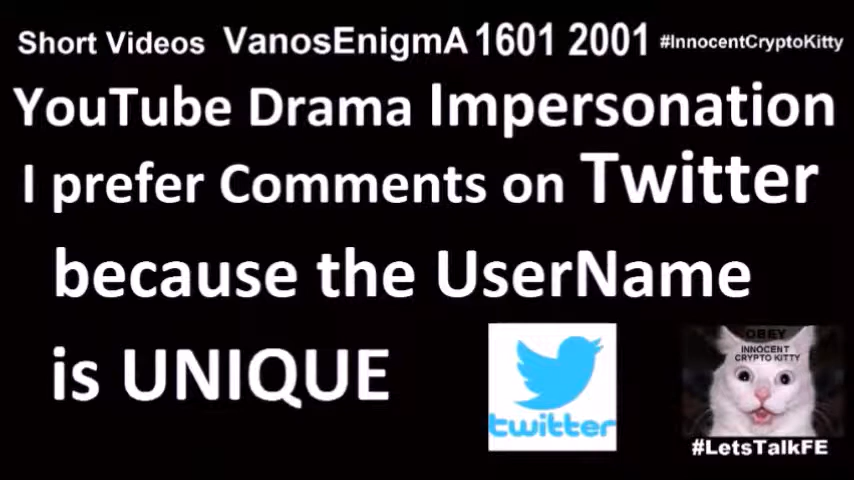 Short Videos VanosEnigmA 1601 2001 #InnocentCryptoKitty
YouTube Drama Impersonation
I prefer Comments on Twitter
because the UserName
is UNIQUE
twitter
OBEY
INNOCENT
CRYPTO KITTY
#LetsTalkFE